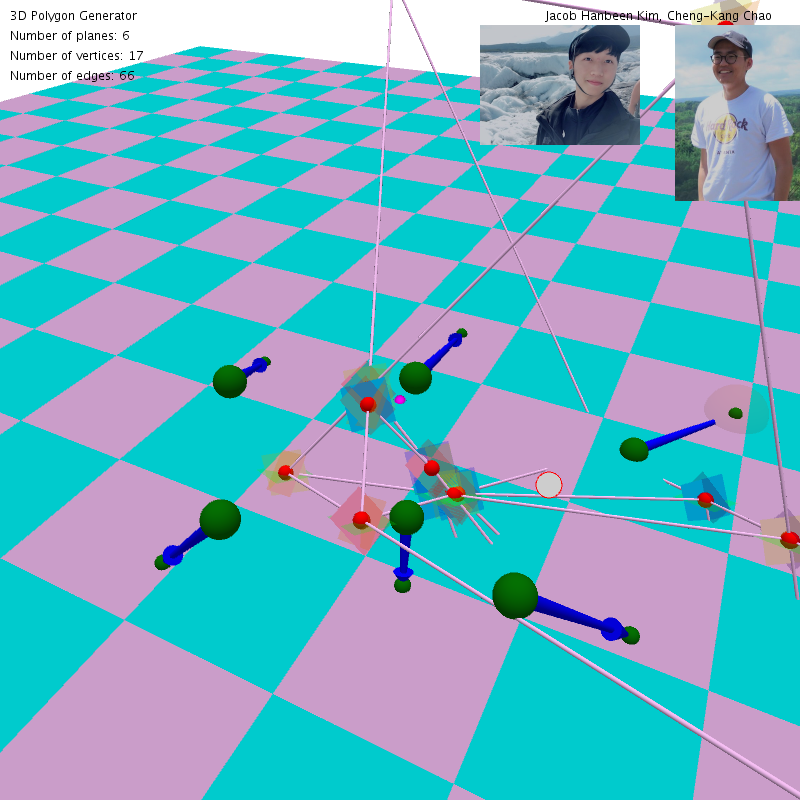 3D Polygon Generator
Jacob Hanbeen Kim, Cheng-Kang Chao
Number of planes: 6
Number of vertices: 17
Number of edges: 66